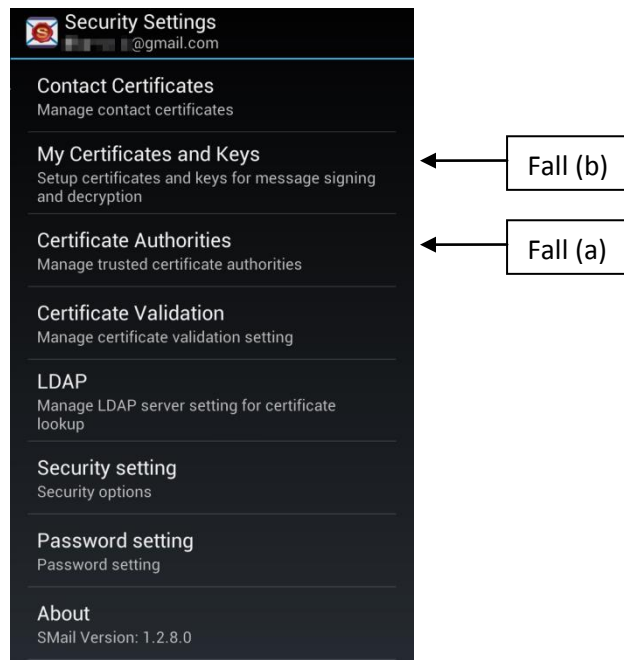 Security Settings
@gmail.com
Contact Certificates
Manage contact certificates
My Certificates and Keys
Setup certificates and keys for message signing
and decryption
Fall (b)
Certificate Authorities
Manage trusted certificate authorities
Fall (a)
Certificate Validation
Manage certificate validation setting
LDAP
Manage LDAP server setting for certificate
lookup
Security setting
Security options
Password setting
Password setting
About
SMail Version: 1.2.8.0